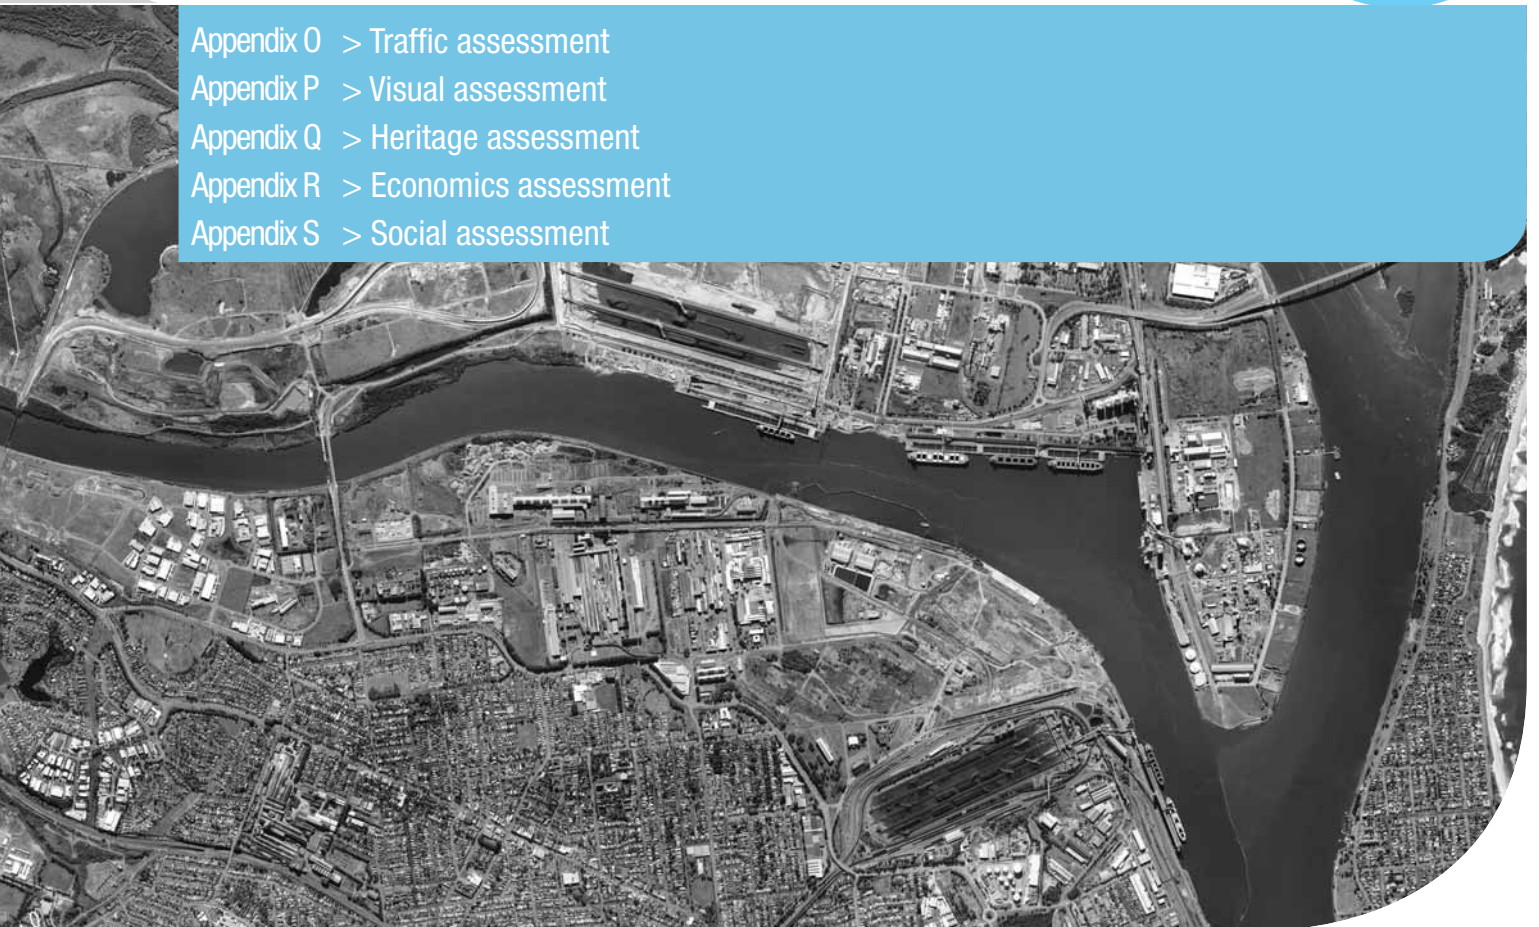 Appendix O > Traffic assessment
Appendix P > Visual assessment
Appendix Q > Heritage assessment
Appendix R > Economics assessment
Appendix S > Social assessment